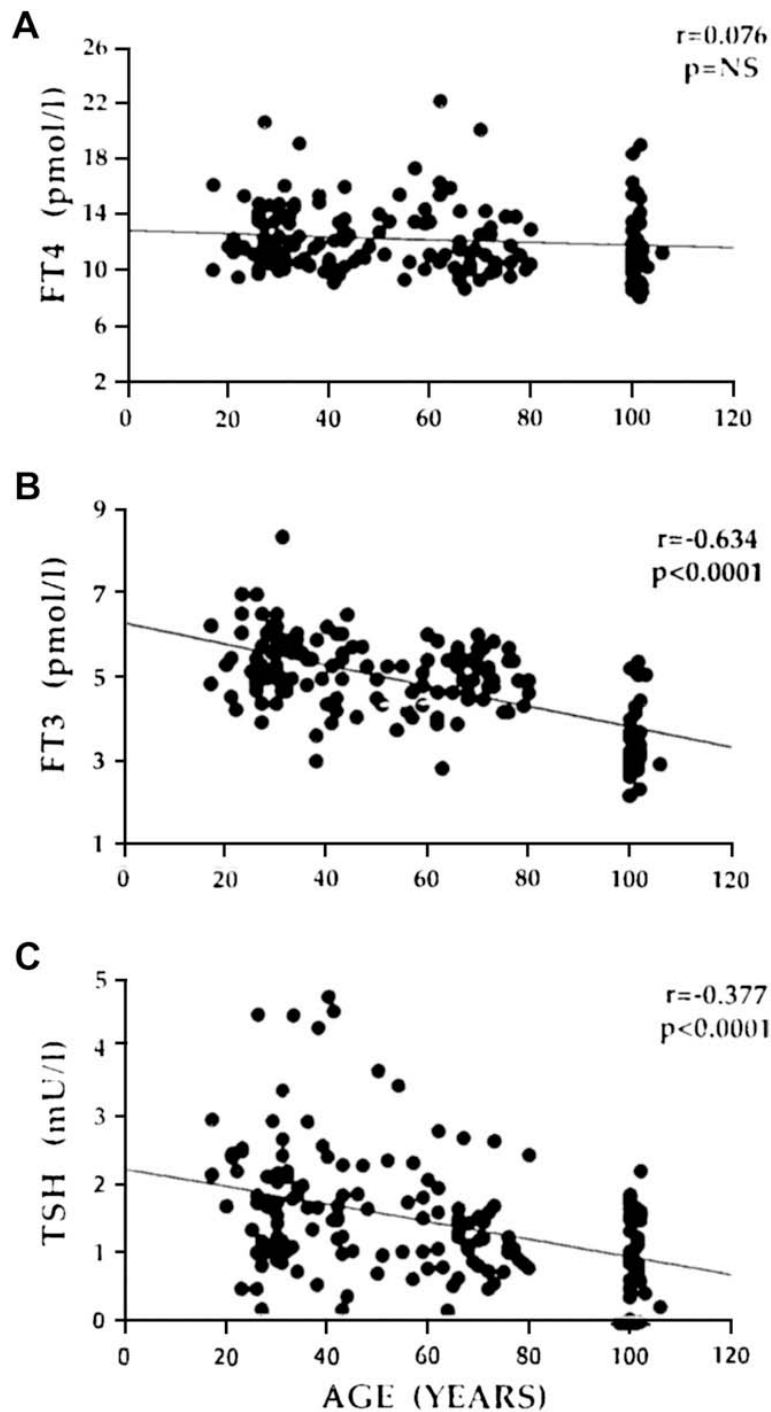 A
r=0.076
p=NS
FT4 (pmol/l)
26
22
18
14
10
6
2
0 20 40 60 80 100 120
B
r=-0.634
p<0.0001
FT3 (pmol/l)
9
7
5
3
1
0 20 40 60 80 100 120
C
r=-0.377
p<0.0001
TSH (mU/l)
5
4
3
2
1
0
0 20 40 60 80 100 120
AGE (YEARS)